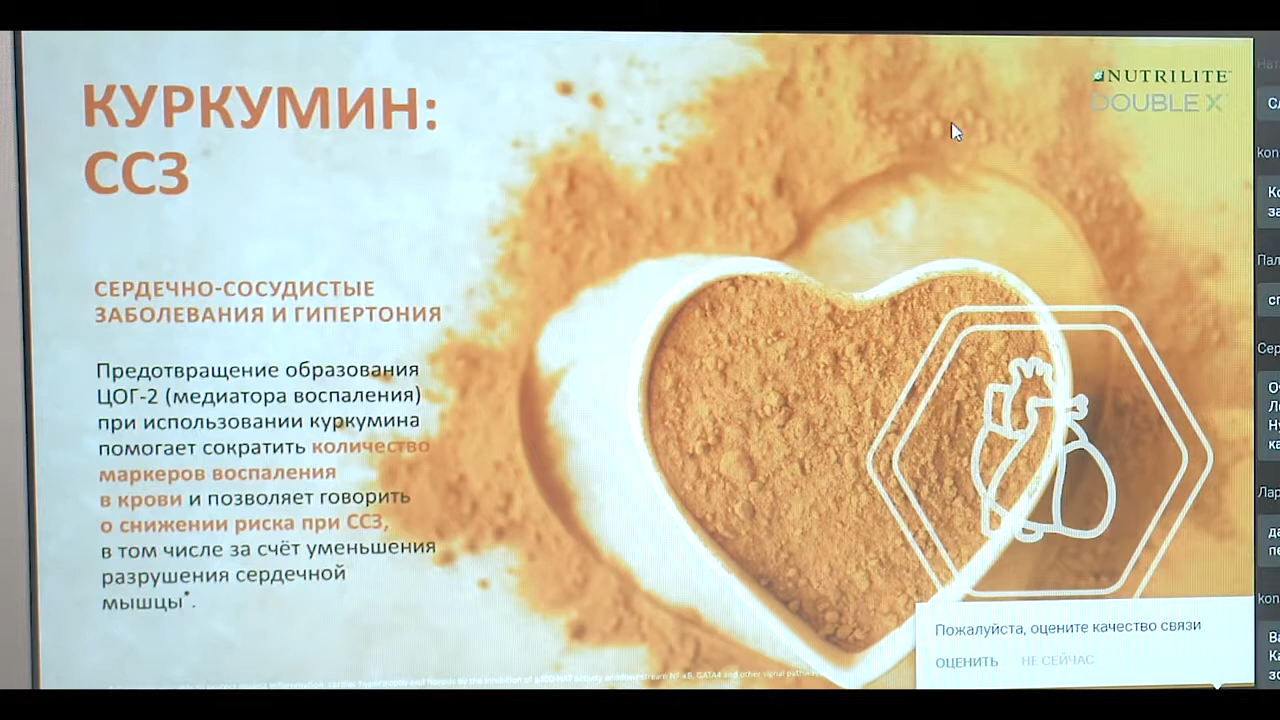 КУРКУМИН:
ССЗ
NUTRILITE
DOUBLE X
СЕРДЕЧНО-СОСУДИСТЫЕ
ЗАБОЛЕВАНИЯ И ГИПЕРТОНИЯ
Предотвращение образования
ЦОГ-2 (медиатора воспаления)
при использовании куркумина
помогает сократить количество
маркеров воспаления
в крови и позволяет говорить
о снижении риска при ССЗ,
в том числе за счёт уменьшения
разрушения сердечной
мышцы*.
Пожалуйста, оцените качество связи
ОЦЕНИТЬ НЕ СЕЙЧАС
kon
kon